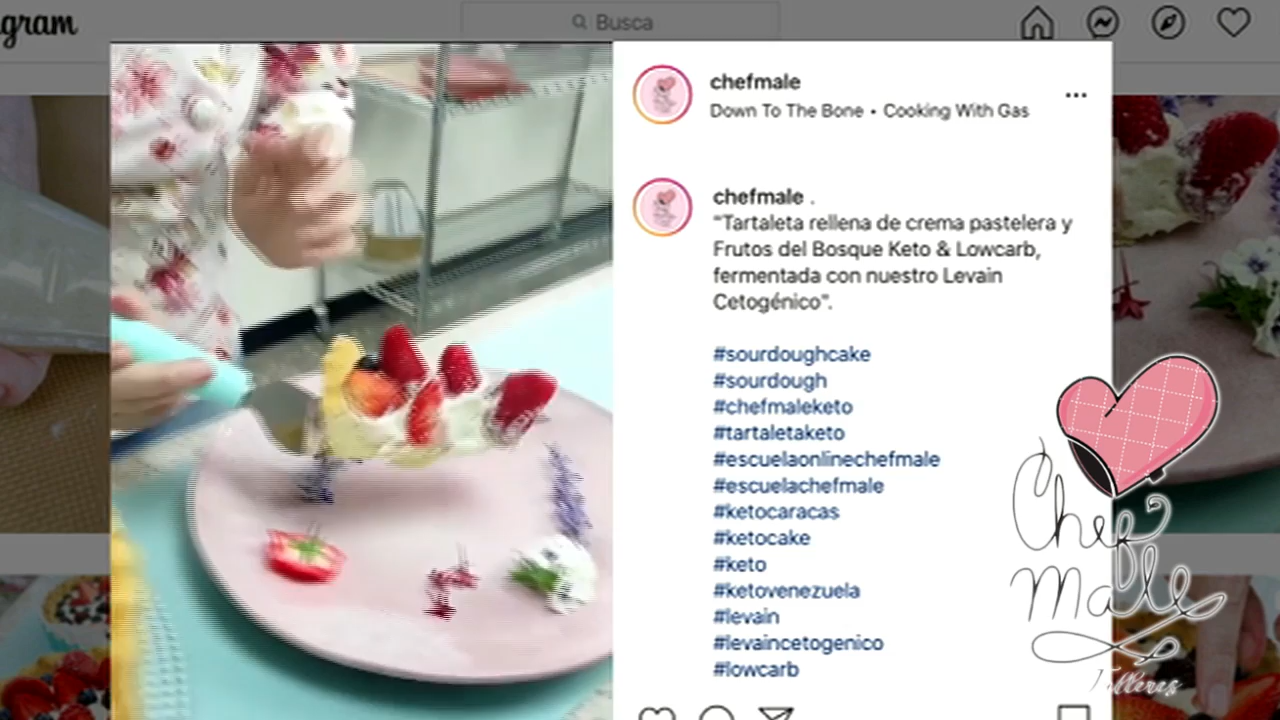 gram
Busca
chefmale
Down To The Bone • Cooking With Gas
chefmale .
"Tartaleta rellena de crema pastelera y
Frutos del Bosque Keto & Lowcarb,
fermentada con nuestro Levain
Cetogénico".
#sourdoughcake
#sourdough
#chefmaleketo
#tartaletaketo
#escuelaonlinechefmale
#escuelachefmale
#ketocaracas
#ketocake
#keto
#ketovenezuela
#levain
#levaincetogenico
#lowcarb
Chef
Male
Talleres